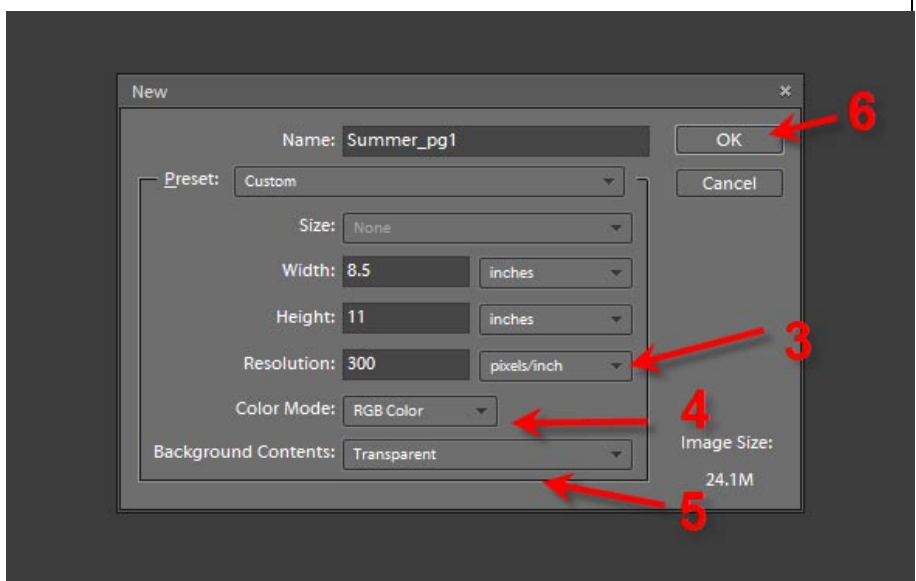 New ×
Name: Summer_pg1 OK 6
Preset: Custom Cancel
Size: None
Width: 8.5 inches
Height: 11 inches
Resolution: 300 pixels/inch 3
Color Mode: RGB Color 4
Background Contents: Transparent
Image Size:
24.1M
5